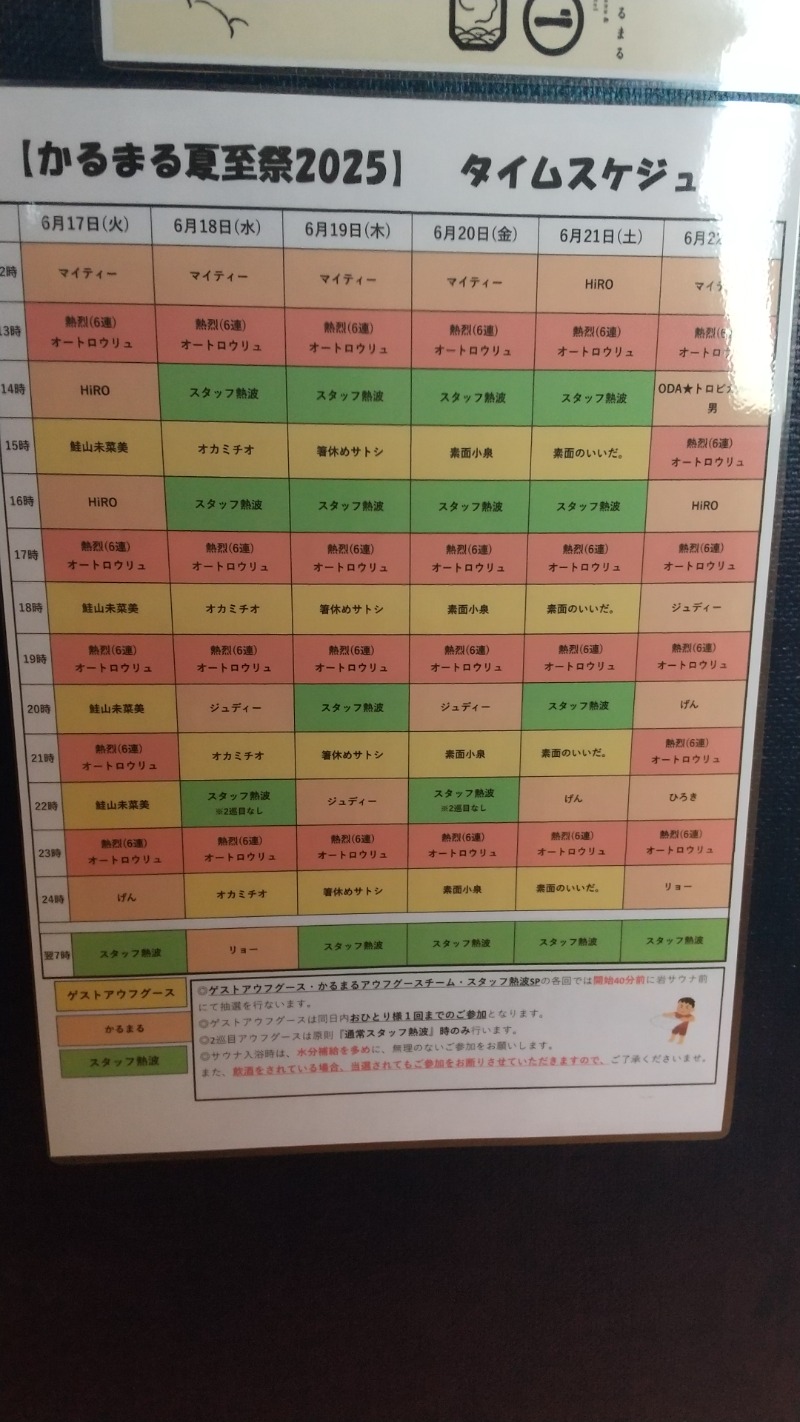 るまる
【かるまる夏至祭2025】 タイムスケジュ
6月17日(火) 6月18日(水) 6月19日(木) 6月20日(金) 6月21日(土) 6月22
2時 マイティー マイティー マイティー マイティー HiRO マイテ
13時 熱烈(6連) 熱烈(6連) 熱烈(6連) 熱烈(6連) 熱烈(6連) 熱烈(6
オートロウリュ オートロウリュ オートロウリュ オートロウリュ オートロウリュ オートロウ
14時 HiRO スタッフ熱波 スタッフ熱波 スタッフ熱波 スタッフ熱波 ODA★トロピ
男
15時 鮭山未菜美 オカミチオ 箸休めサトシ 素面小泉 素面のいいだ。 熱烈(6連)
オートロウリュ
16時 HiRO スタッフ熱波 スタッフ熱波 スタッフ熱波 スタッフ熱波 HiRO
17時 熱烈(6連) 熱烈(6連) 熱烈(6連) 熱烈(6連) 熱烈(6連) 熱烈(6連)
オートロウリュ オートロウリュ オートロウリュ オートロウリュ オートロウリュ オートロウリュ
18時 鮭山未菜美 オカミチオ 箸休めサトシ 素面小泉 素面のいいだ。 ジュディー
19時 熱烈(6連) 熱烈(6連) 熱烈(6連) 熱烈(6連) 熱烈(6連) 熱烈(6連)
オートロウリュ オートロウリュ オートロウリュ オートロウリュ オートロウリュ オートロウリュ
20時 鮭山未菜美 ジュディー スタッフ熱波 ジュディー スタッフ熱波 げん
21時 熱烈(6連) オカミチオ 箸休めサトシ 素面小泉 素面のいいだ。 熱烈(6連)
オートロウリュ オートロウリュ
22時 鮭山未菜美 スタッフ熱波 ジュディー スタッフ熱波 げん ひろき
※2巡目なし ※2巡目なし
23時 熱烈(6連) 熱烈(6連) 熱烈(6連) 熱烈(6連) 熱烈(6連) 熱烈(6連)
オートロウリュ オートロウリュ オートロウリュ オートロウリュ オートロウリュ オートロウリュ
24時 げん オカミチオ 箸休めサトシ 素面小泉 素面のいいだ。 リョー
翌7時 スタッフ熱波 リョー スタッフ熱波 スタッフ熱波 スタッフ熱波 スタッフ熱波
ゲストアウフグース
かるまる
スタッフ熱波
◎ゲストアウフグース・かるまるアウフグースチーム・スタッフ熱波SPの各回では開始40分前に岩サウナ前
にて抽選を行ないます。
◎ゲストアウフグースは同日内おひとり様1回までのご参加となります。
◎2巡目アウフグースは原則『通常スタッフ熱波』時のみ行います。
◎サウナ入浴時は、水分補給を多めに、無理のないご参加をお願いします。
また、飲酒をされている場合、当選されてもご参加をお断りさせていただきますので、ご了承くださいませ。